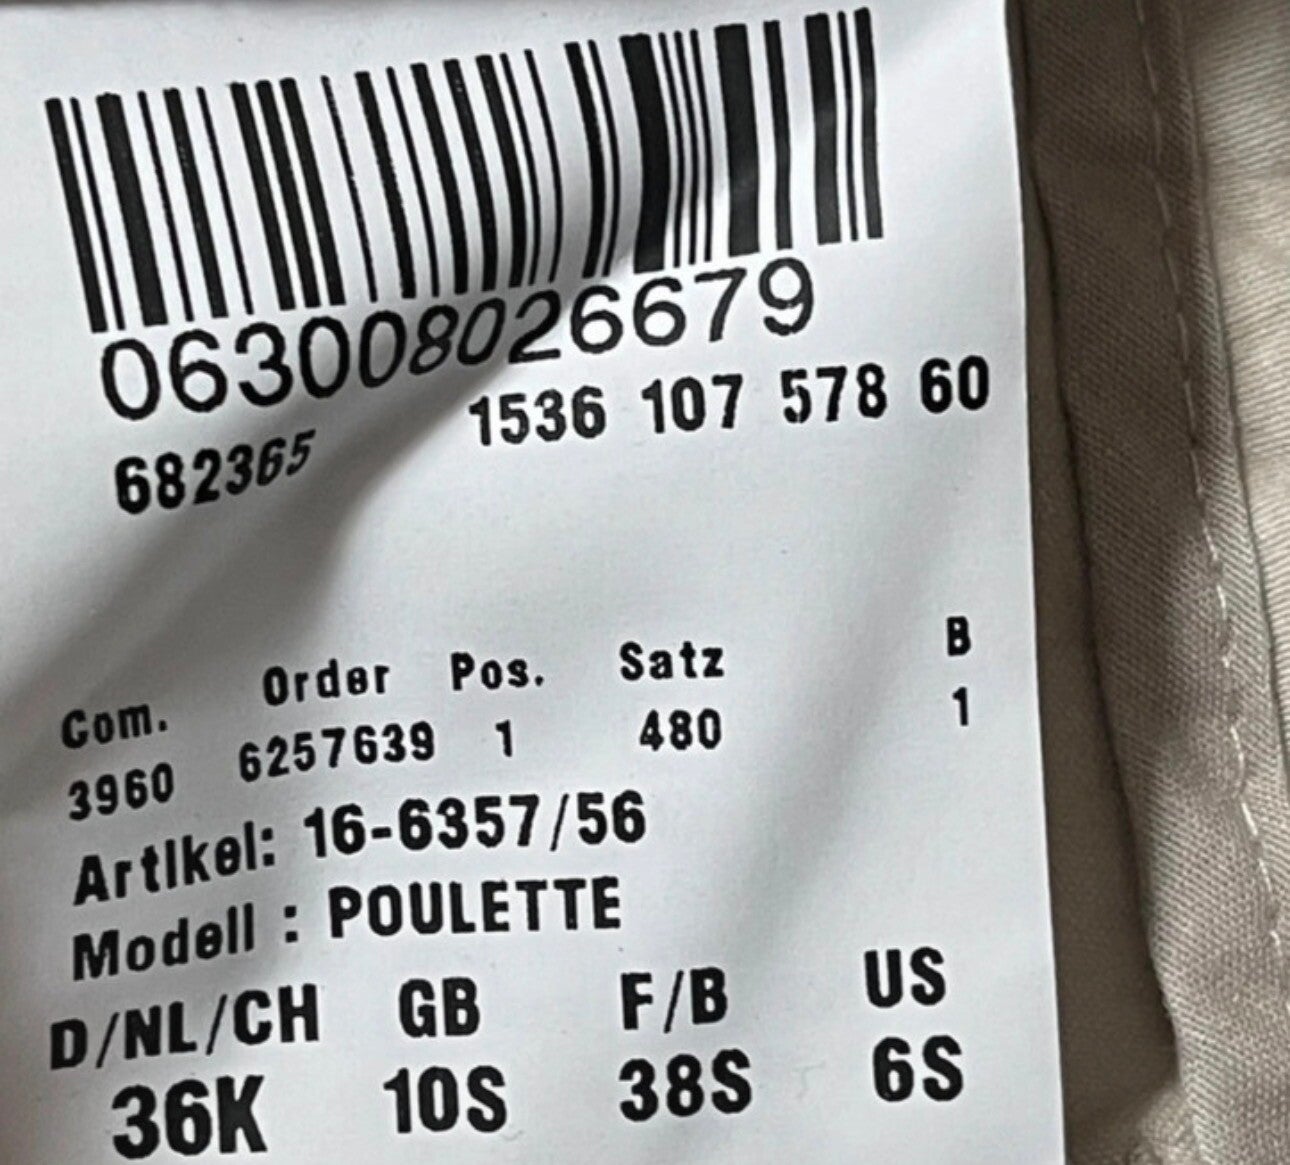 063008026679
1536 107 578 60
682365
Com. Order Pos. Satz B
3960 6257639 1 480 1
Artikel: 16-6357/56
Modell : POULETTE
D/NL/CH GB F/B US
36K 10S 38S 6S